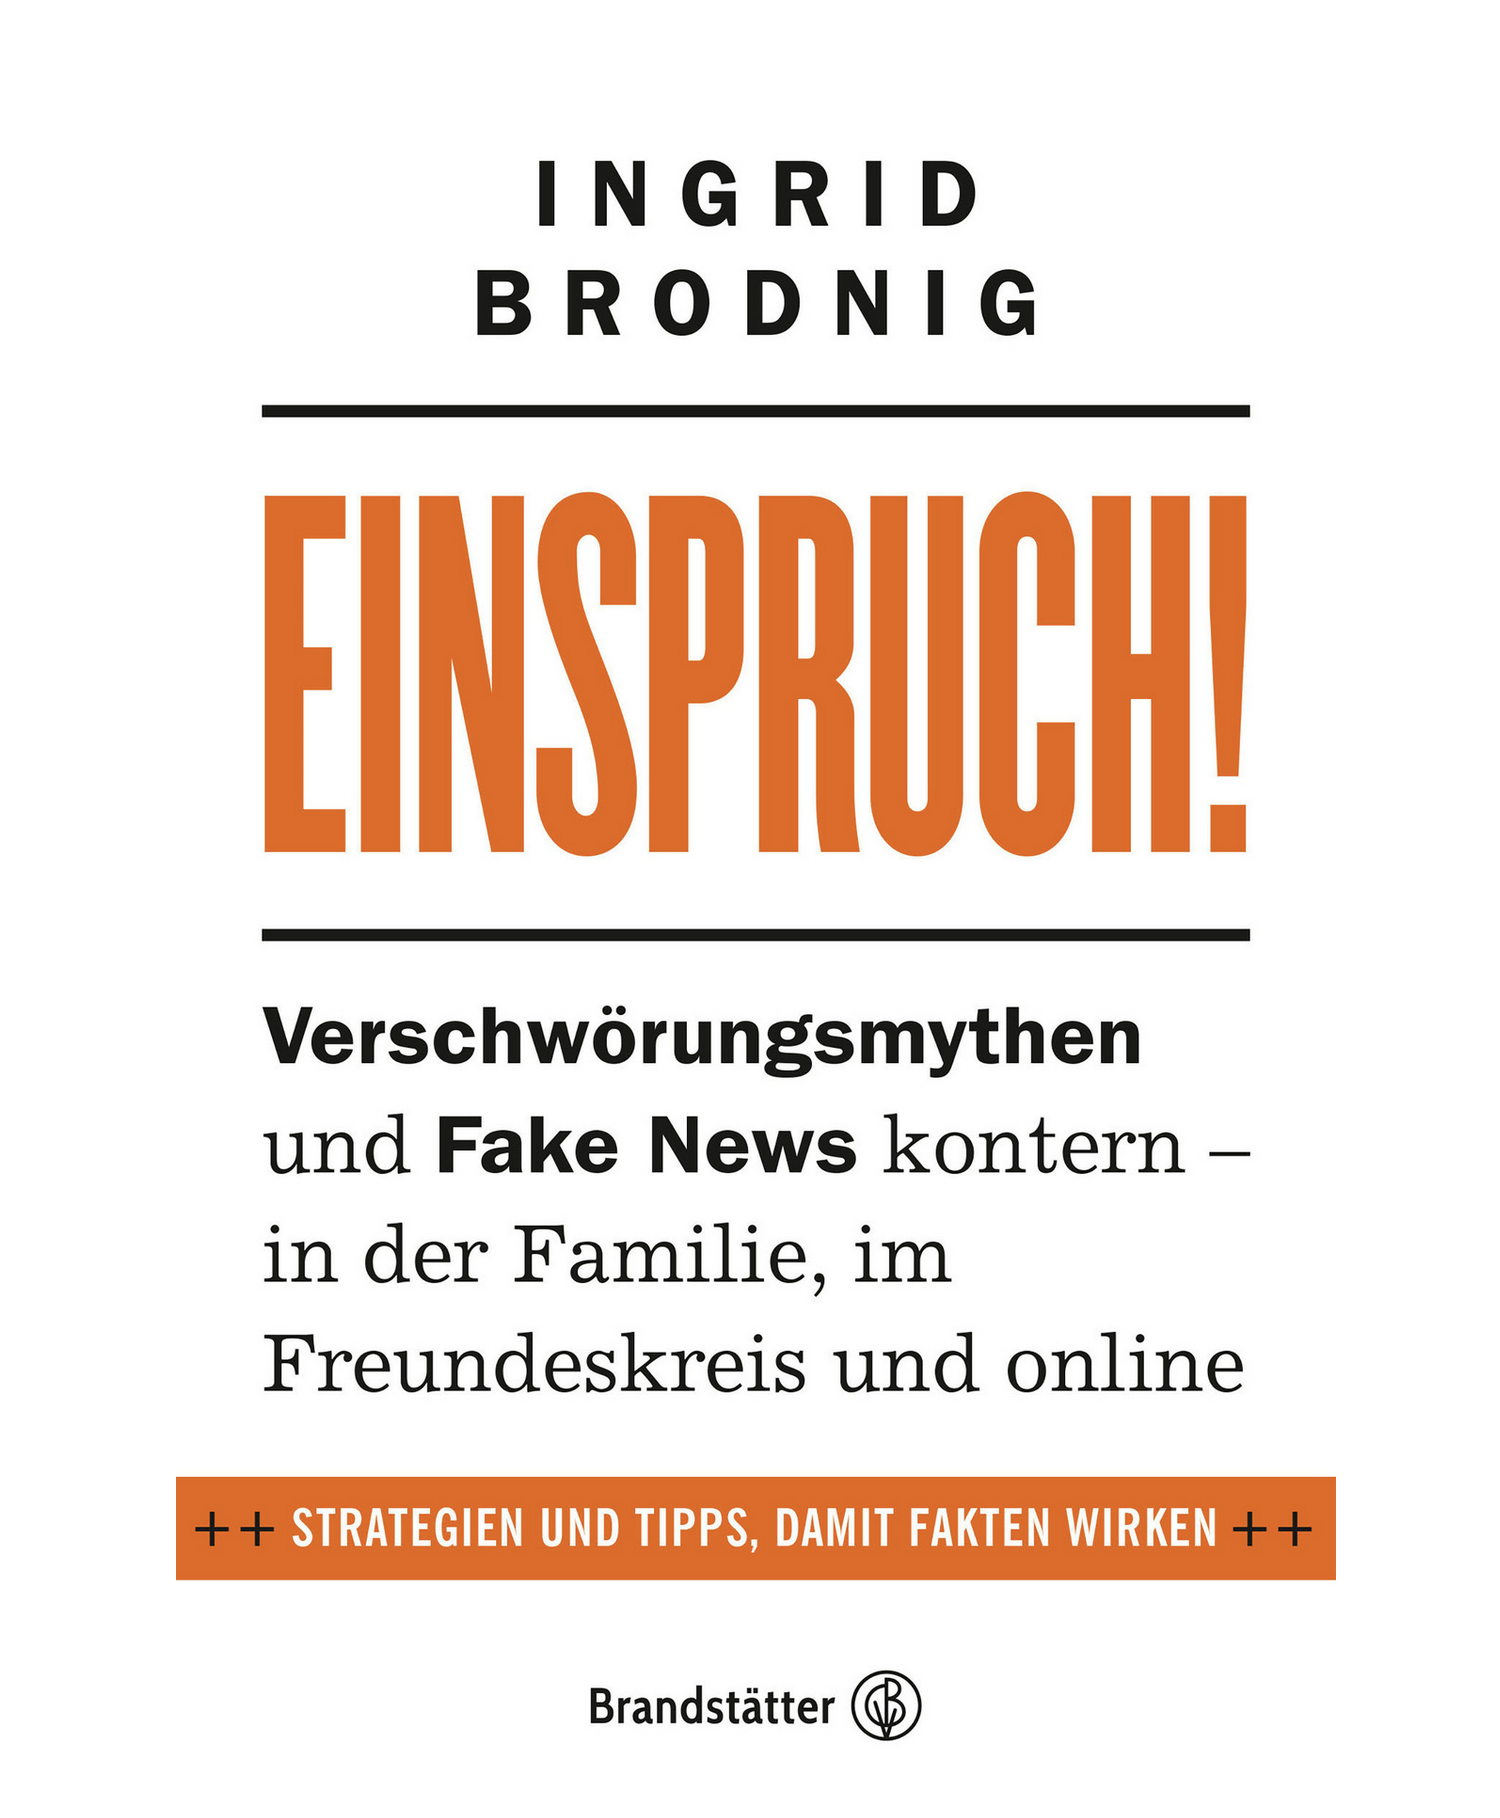 INGRID
BRODNIG
EINSPRUCH!
Verschwörungsmythen
und Fake News kontern –
in der Familie, im
Freundeskreis und online
++ STRATEGIEN UND TIPPS, DAMIT FAKTEN WIRKEN ++
Brandstätter